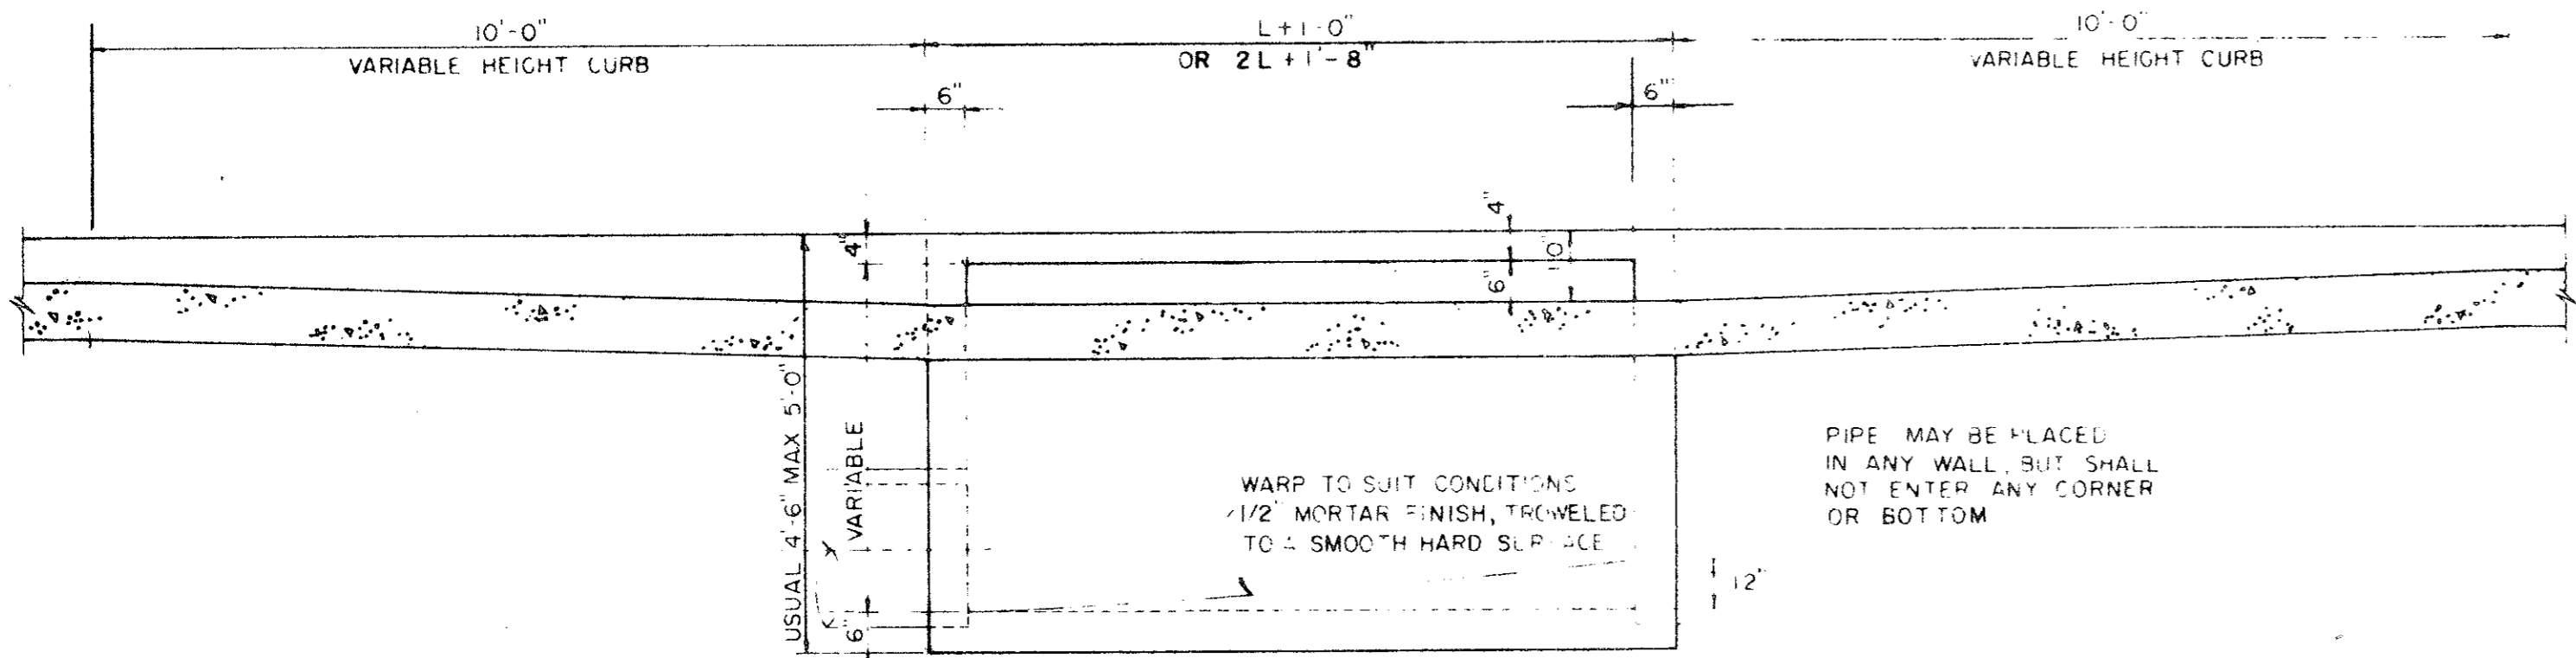 10'-0"
L+1-0"
10'-0"
VARIABLE HEIGHT CURB
OR 2L + 1'-8"
VARIABLE HEIGHT CURB
6"
6"
4"
4"
10"
6"
USUAL 4'-6" MAX 5'-0"
VARIABLE
6"
WARP TO SUIT CONDITIONS
1/2" MORTAR FINISH, TROWELED
TO A SMOOTH HARD SURFACE
12"
PIPE MAY BE PLACED
IN ANY WALL, BUT SHALL
NOT ENTER ANY CORNER
OR BOTTOM